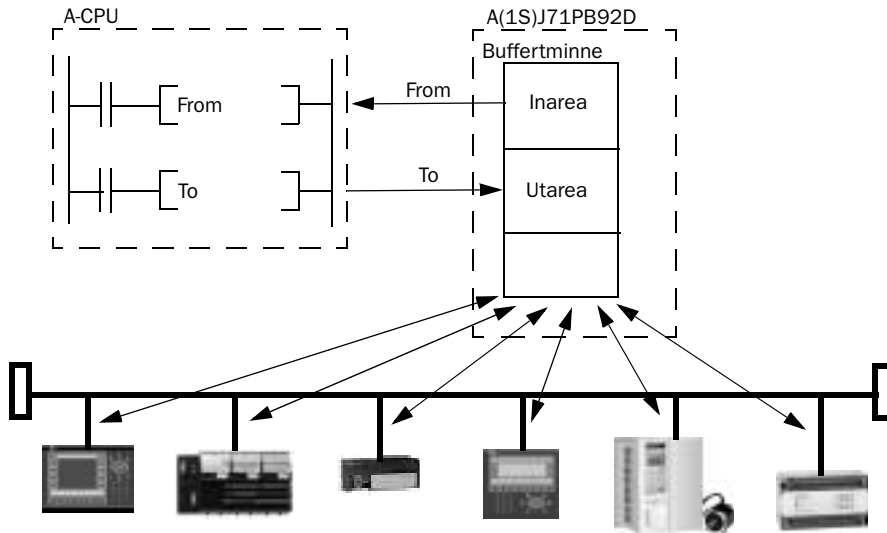 A-CPU
A(1S)J71PB92D
Buffertminne
From
From
Inarea
To
To
Utarea